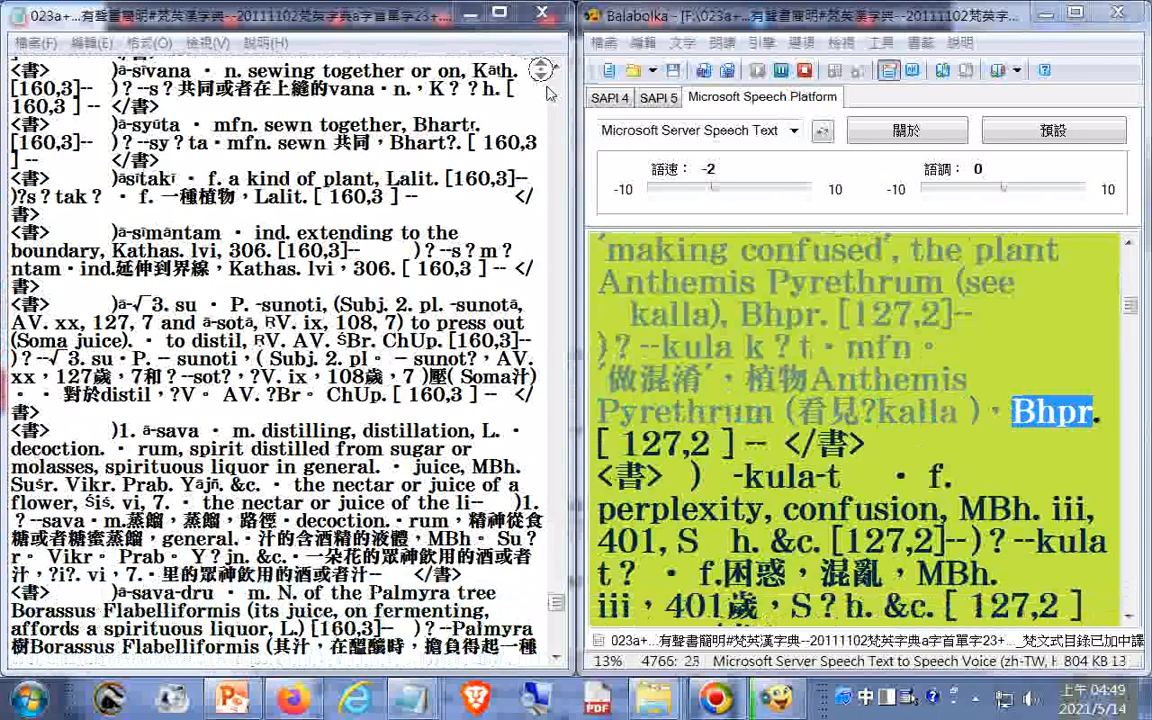 023a+...有聲書簡明#梵英漢字典--20111102梵英字典a字首單字23+...
檔案(F) 編輯(E) 格式(O) 檢視(V) 說明(H)
<書> )ā-sīvana • n. sewing together or on, Kāṭh.
[160,3]-- )? --s ? 共同或者在上縫的vana • n.，K ? ? h. [
160,3 ] -- </書>
<書> )ā-syūta • mfn. sewn together, Bhartṛ.
[160,3]-- )? --sy ? ta • mfn. sewn 共同，Bhart?. [ 160,3
] -- </書>
<書> )āsītakī • f. a kind of plant, Lalit. [160,3]--
)?s ? tak ? • f. 一種植物，Lalit. [ 160,3 ] -- </
書>
<書> )ā-sīmāntam • ind. extending to the
boundary, Kathas. lvi, 306. [160,3]-- )? --s ? m ?
ntam • ind.延伸到界線，Kathas. lvi，306. [ 160,3 ] -- </
書>
<書> )ā-√ 3. su • P. -sunoti, (Subj. 2. pl. -sunotā,
AV. xx, 127, 7 and ā-sotā, RV. ix, 108, 7) to press out
(Soma juice). • to distil, RV. AV. ŚBr. ChUp. [160,3]--
)? --√ 3. su • P. – sunoti，( Subj. 2. pl。 – sunot?，AV.
xx，127歲，7和? --sot?，?V。ix，108歲，7 )壓( Soma汁)
• • 對於distil，?V。 AV. ?Br。 ChUp. [ 160,3 ] -- </
書>
<書> )1. ā-sava • m. distilling, distillation, L. •
decoction. • rum, spirit distilled from sugar or
molasses, spirituous liquor in general. • juice, MBh.
Suśr. Vikr. Prab. Yājñ, &c. • the nectar or juice of a
flower, Śiś. vi, 7. • the nectar or juice of the li-- )1.
? --sava • m.蒸餾，蒸餾，路徑 • decoction. • rum，精神從食
糖或者糖蜜蒸餾，general. • 汁的含酒精的液體，MBh。 Su ?
r。 Vikr。 Prab。 Y ? jn. &c. • 一朵花的眾神飲用的酒或者
汁，?i?. vi，7. • 里的眾神飲用的酒或者汁-- </書>
<書> )ā-sava-dru • m. N. of the Palmyra tree
Borassus Flabelliformis (its juice, on fermenting,
affords a spirituous liquor, L.) [160,3]-- )? --Palmyra
樹Borassus Flabelliformis (其汁，在醞釀時，擔負得起一種
Balabolka - [F:\023a+...有聲書簡明#梵英漢字典--20111102梵英字...
檔案 編輯 文字 朗讀 引擎 選項 檢視 工具 書籤 說明
SAPI 4 SAPI 5 Microsoft Speech Platform
Microsoft Server Speech Text 關於 預設
語速： -2 語調： 0
-10 10 -10 10
'making confused', the plant
Anthemis Pyrethrum (see
kalla), Bhpr. [127,2]--
)? --kula k ? t • mfn。
'做混淆'，植物Anthemis
Pyrethrum (看見?kalla )，Bhpr.
[ 127,2 ] -- </書>
<書> ) -kula-t • f.
perplexity, confusion, MBh. iii,
401, S h. &c. [127,2]--)? --kula
t ? • f.困惑，混亂，MBh.
iii，401歲，S ? h. &c. [ 127,2 ]
023a+...有聲書簡明#梵英漢字典--20111102梵英字典a字首單字23+..._梵文式目錄已加中譯
13% 4766: 23 Microsoft Server Speech Text to Speech Voice (zh-TW, H 804 KB 13
中
上午 04:49
2021/5/14